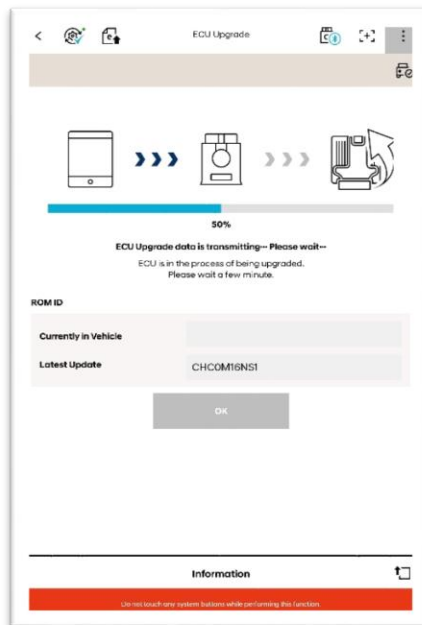 ECU Upgrade
50%
ECU Upgrade data is transmitting--- Please wait---
ECU is in the process of being upgraded.
Please wait a few minute.
ROM ID
Currently in Vehicle
Latest Update CHCOM16NS1
OK
Information
Do not touch any system buttons while performing this function.